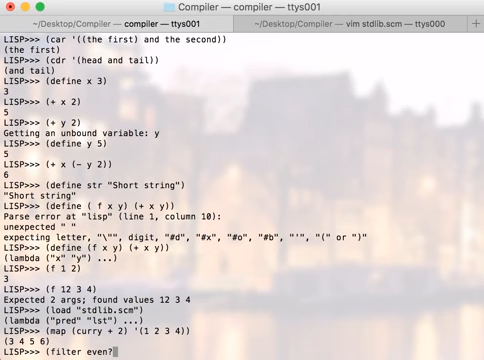 Compiler — compiler — ttys001
~/Desktop/Compiler — compiler — ttys001
~/Desktop/Compiler — vim stdlib.scm — ttys000
+
LISP>>> (car '((the first) and the second))
(the first)
LISP>>> (cdr '(head and tail))
(and tail)
LISP>>> (define x 3)
3
LISP>>> (+ x 2)
5
LISP>>> (+ y 2)
Getting an unbound variable: y
LISP>>> (define y 5)
5
LISP>>> (+ x (- y 2))
6
LISP>>> (define str "Short string")
"Short string"
LISP>>> (define ( f x y) (+ x y))
Parse error at "lisp" (line 1, column 10):
unexpected " "
expecting letter, "\"", digit, "#d", "#x", "#o", "#b", "'", "(" or ")"
LISP>>> (define (f x y) (+ x y))
(lambda ("x" "y") ...)
LISP>>> (f 1 2)
3
LISP>>> (f 12 3 4)
Expected 2 args; found values 12 3 4
LISP>>> (load "stdlib.scm")
(lambda ("pred" "lst") ...)
LISP>>> (map (curry + 2) '(1 2 3 4))
(3 4 5 6)
LISP>>> (filter even?